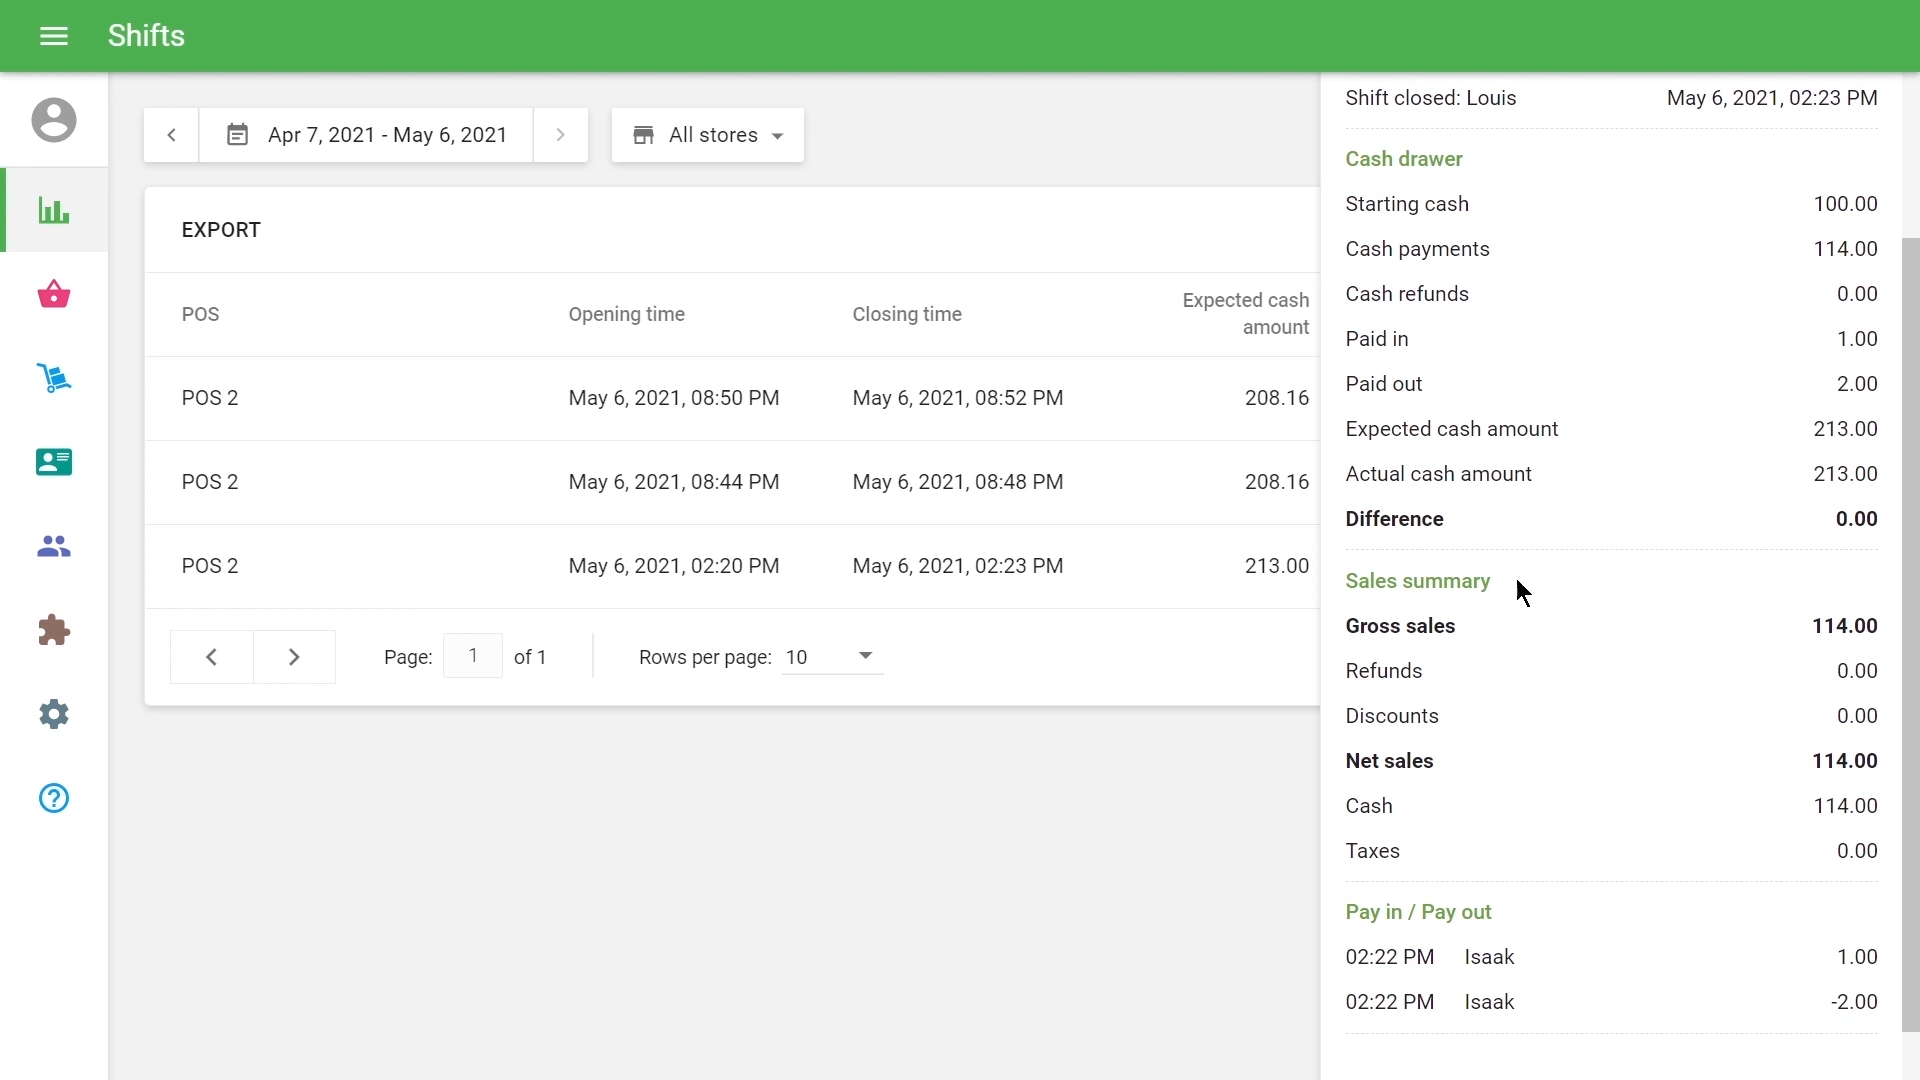 Shifts
Apr 7, 2021 - May 6, 2021
All stores
EXPORT
POS Opening time Closing time Expected cash amount
POS 2 May 6, 2021, 08:50 PM May 6, 2021, 08:52 PM 208.16
POS 2 May 6, 2021, 08:44 PM May 6, 2021, 08:48 PM 208.16
POS 2 May 6, 2021, 02:20 PM May 6, 2021, 02:23 PM 213.00
Page: 1 of 1 Rows per page: 10
Shift closed: Louis May 6, 2021, 02:23 PM
Cash drawer
Starting cash 100.00
Cash payments 114.00
Cash refunds 0.00
Paid in 1.00
Paid out 2.00
Expected cash amount 213.00
Actual cash amount 213.00
Difference 0.00
Sales summary
Gross sales 114.00
Refunds 0.00
Discounts 0.00
Net sales 114.00
Cash 114.00
Taxes 0.00
Pay in / Pay out
02:22 PM Isaak 1.00
02:22 PM Isaak -2.00